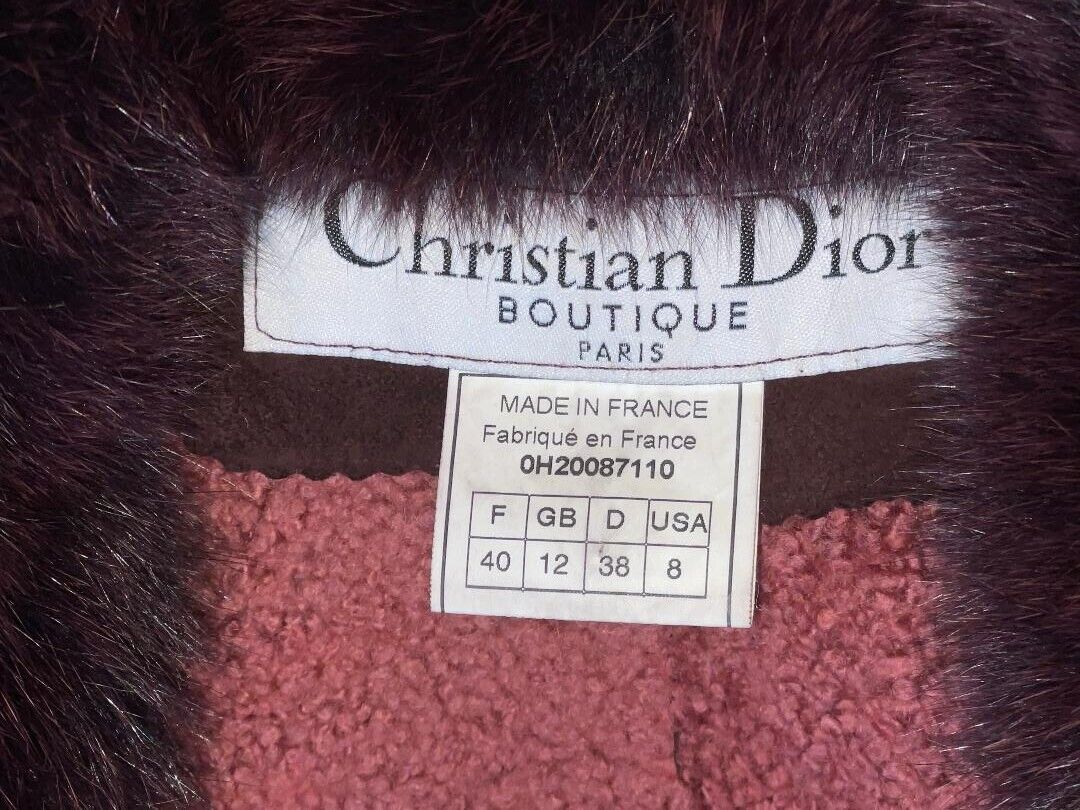 Christian Dior
BOUTIQUE
PARIS
MADE IN FRANCE
Fabriqué en France
0H20087110
F GB D USA
40 12 38 8